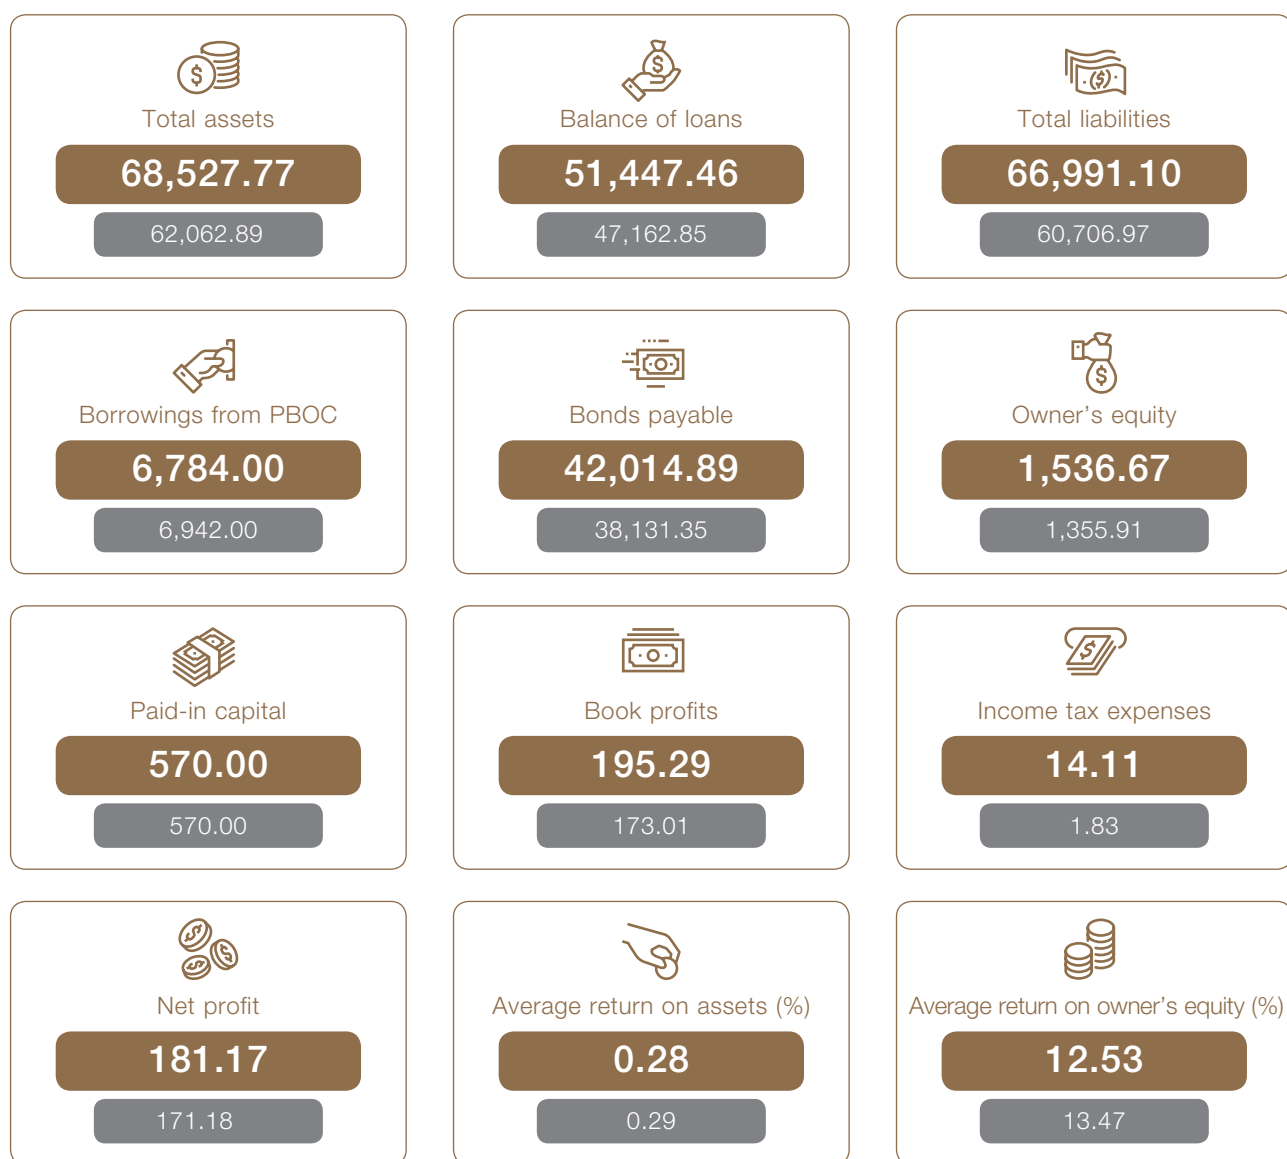 Total assets
68,527.77
62,062.89
Balance of loans
51,447.46
47,162.85
Total liabilities
66,991.10
60,706.97
Borrowings from PBOC
6,784.00
6,942.00
Bonds payable
42,014.89
38,131.35
Owner’s equity
1,536.67
1,355.91
Paid-in capital
570.00
570.00
Book profits
195.29
173.01
Income tax expenses
14.11
1.83
Net profit
181.17
171.18
Average return on assets (%)
0.28
0.29
Average return on owner’s equity (%)
12.53
13.47